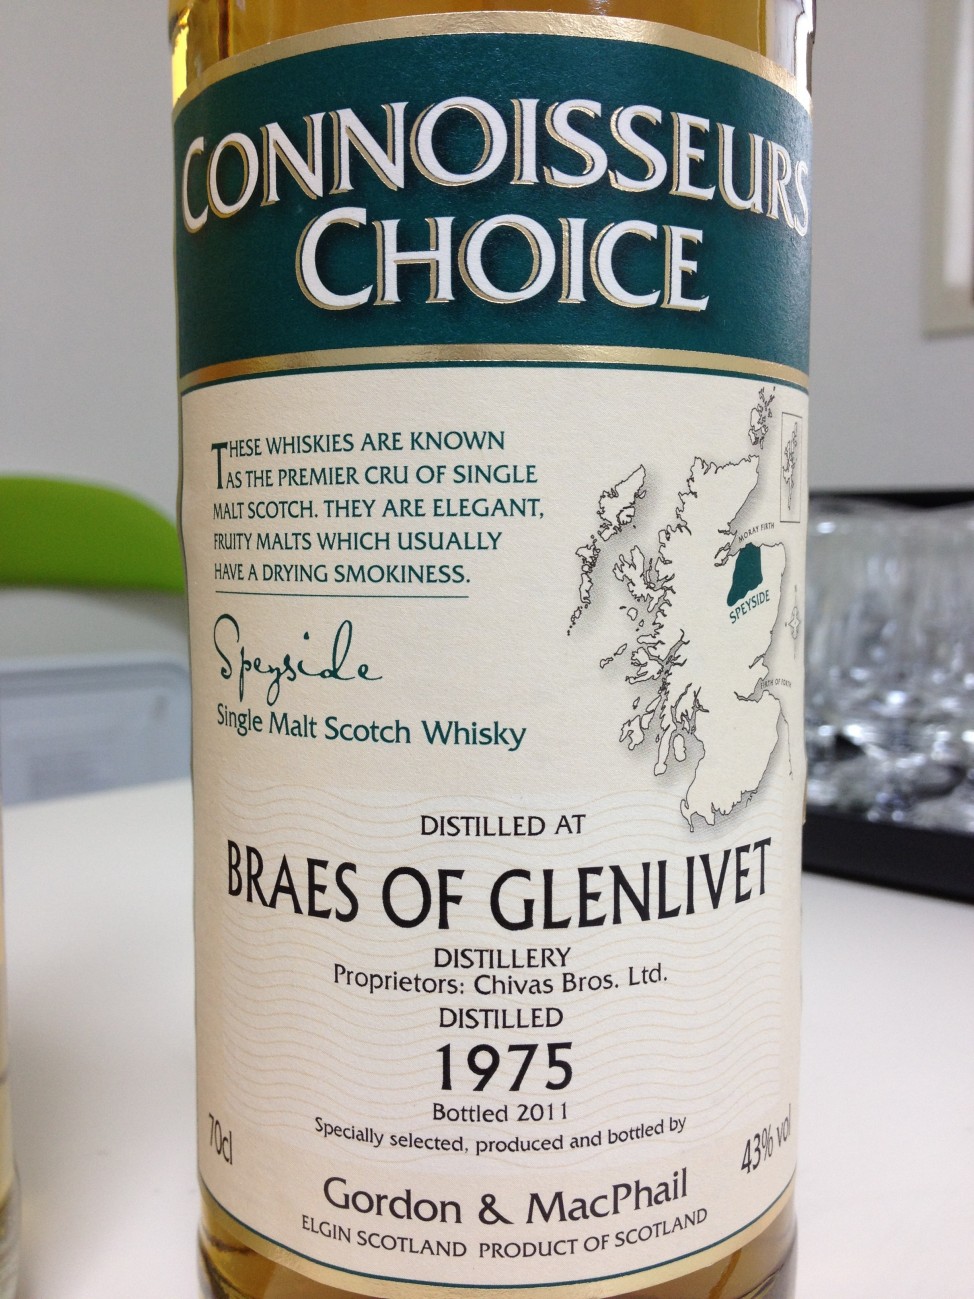 CONNOISSEURS
CHOICE
THESE WHISKIES ARE KNOWN
AS THE PREMIER CRU OF SINGLE
MALT SCOTCH. THEY ARE ELEGANT,
FRUITY MALTS WHICH USUALLY
HAVE A DRYING SMOKINESS.
MORAY FIRTH
SPEYSIDE
FIRTH OF FORTH
Speyside
Single Malt Scotch Whisky
DISTILLED AT
BRAES OF GLENLIVET
DISTILLERY
Proprietors: Chivas Bros. Ltd.
DISTILLED
1975
Bottled 2011
Specially selected, produced and bottled by
70cl
43% vol
Gordon & MacPhail
ELGIN SCOTLAND PRODUCT OF SCOTLAND